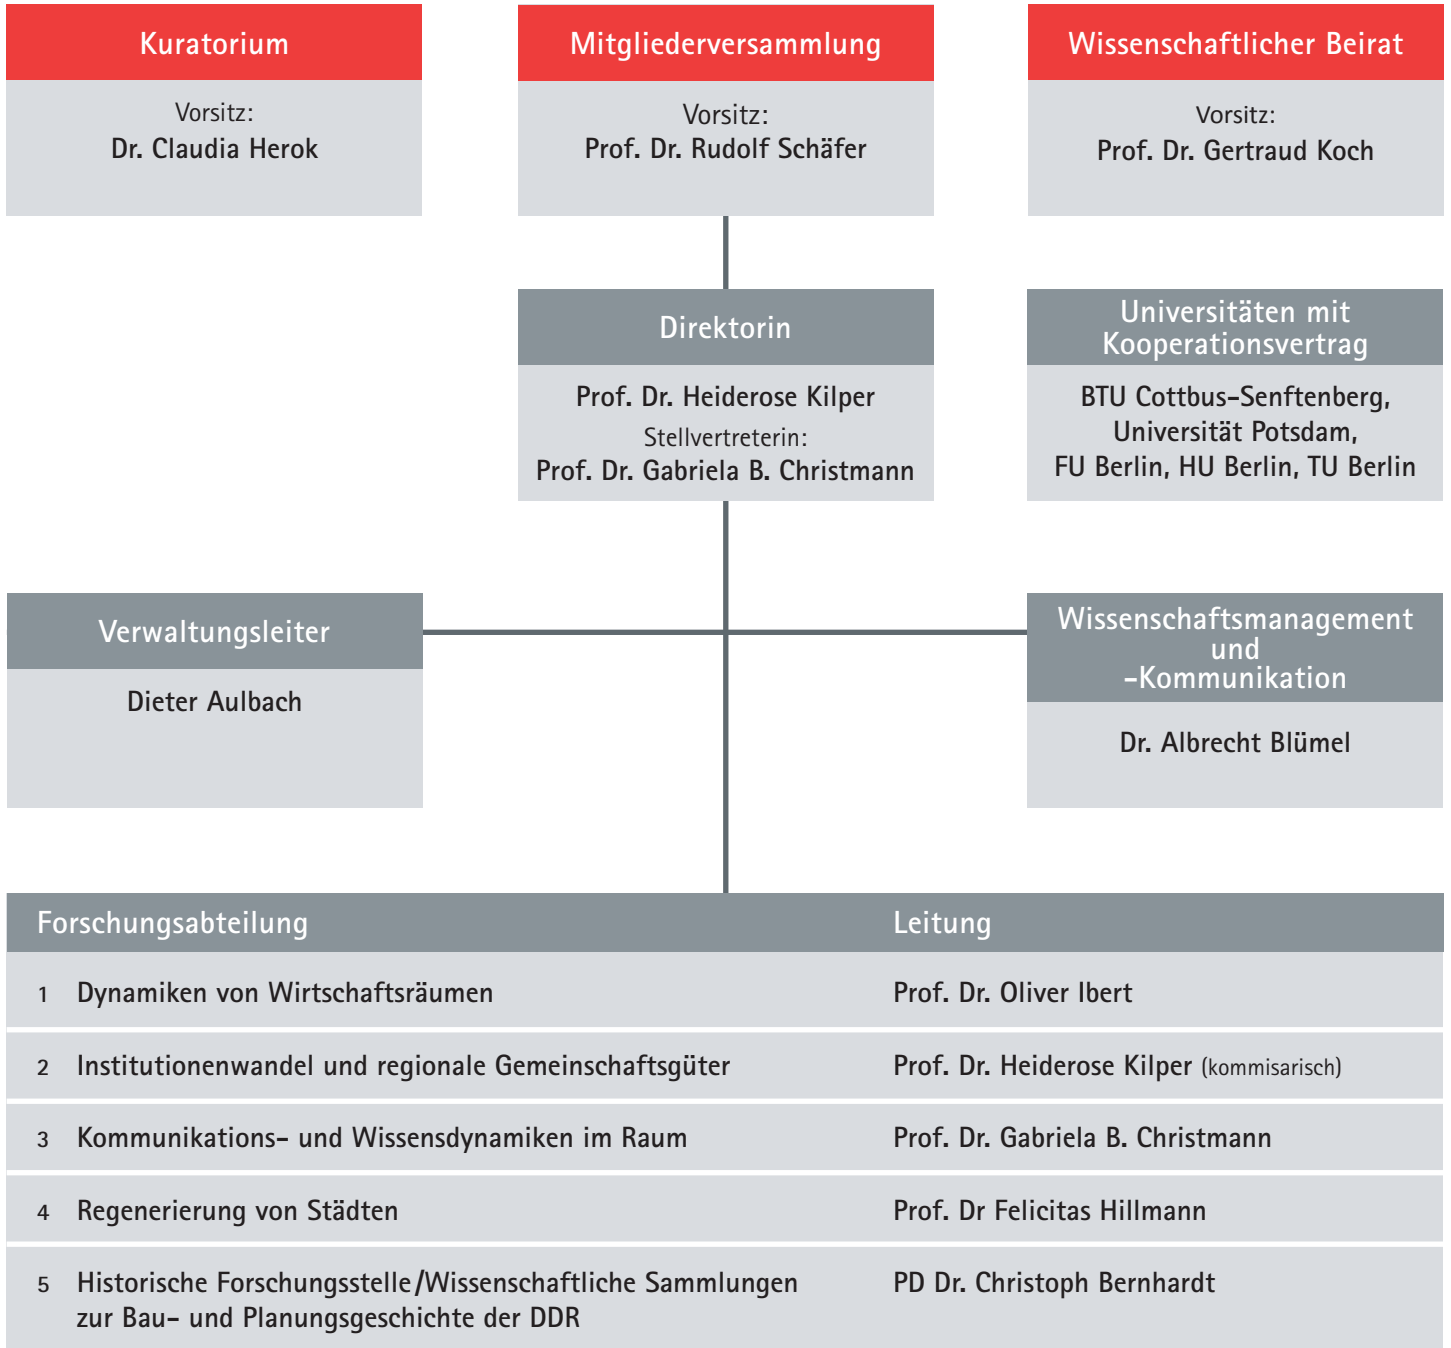 Kuratorium
Vorsitz:
Dr. Claudia Herok
Mitgliederversammlung
Vorsitz:
Prof. Dr. Rudolf Schäfer
Wissenschaftlicher Beirat
Vorsitz:
Prof. Dr. Gertraud Koch
Direktorin
Prof. Dr. Heiderose Kilper
Stellvertreterin:
Prof. Dr. Gabriela B. Christmann
Universitäten mit
Kooperationsvertrag
BTU Cottbus-Senftenberg,
Universität Potsdam,
FU Berlin, HU Berlin, TU Berlin
Verwaltungsleiter
Dieter Aulbach
Wissenschaftsmanagement
und
-Kommunikation
Dr. Albrecht Blümel
Forschungsabteilung Leitung
1 Dynamiken von Wirtschaftsräumen Prof. Dr. Oliver Ibert
2 Institutionenwandel und regionale Gemeinschaftsgüter Prof. Dr. Heiderose Kilper (kommisarisch)
3 Kommunikations- und Wissensdynamiken im Raum Prof. Dr. Gabriela B. Christmann
4 Regenerierung von Städten Prof. Dr Felicitas Hillmann
5 Historische Forschungsstelle/Wissenschaftliche Sammlungen PD Dr. Christoph Bernhardt
zur Bau- und Planungsgeschichte der DDR